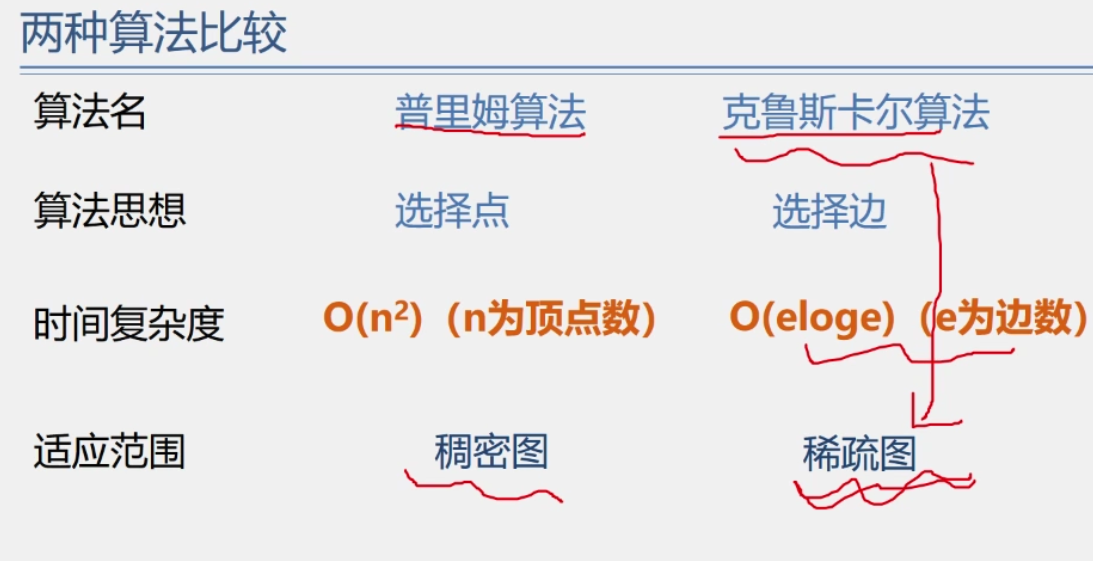 两种算法比较
算法名 普里姆算法 克鲁斯卡尔算法
算法思想 选择点 选择边
时间复杂度 O(n²)（n为顶点数） O(eloge)（e为边数）
适应范围 稠密图 稀疏图